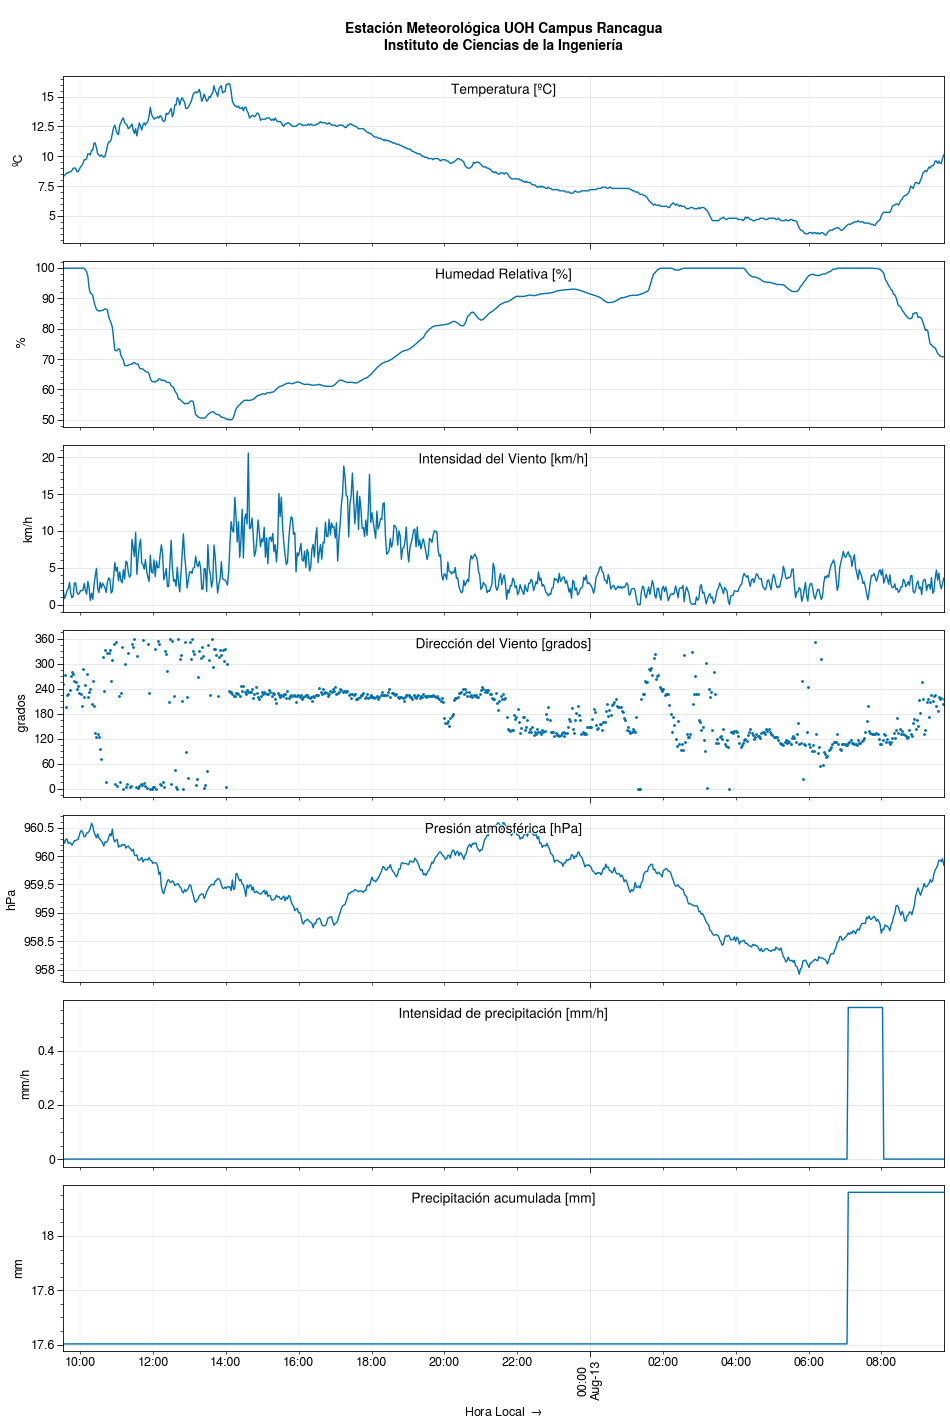 Estación Meteorológica UOH Campus Rancagua
Instituto de Ciencias de la Ingeniería
Temperatura [ºC]
15
12.5
10
7.5
5
ºC
Humedad Relativa [%]
100
90
80
70
60
50
%
Intensidad del Viento [km/h]
20
15
10
5
0
km/h
Dirección del Viento [grados]
360
300
240
180
120
60
0
grados
Presión atmosférica [hPa]
960.5
960
959.5
959
958.5
958
hPa
Intensidad de precipitación [mm/h]
0.4
0.2
0
mm/h
Precipitación acumulada [mm]
18
17.8
17.6
mm
10:00 12:00 14:00 16:00 18:00 20:00 22:00 00:00 02:00 04:00 06:00 08:00
Aug-13
Hora Local →